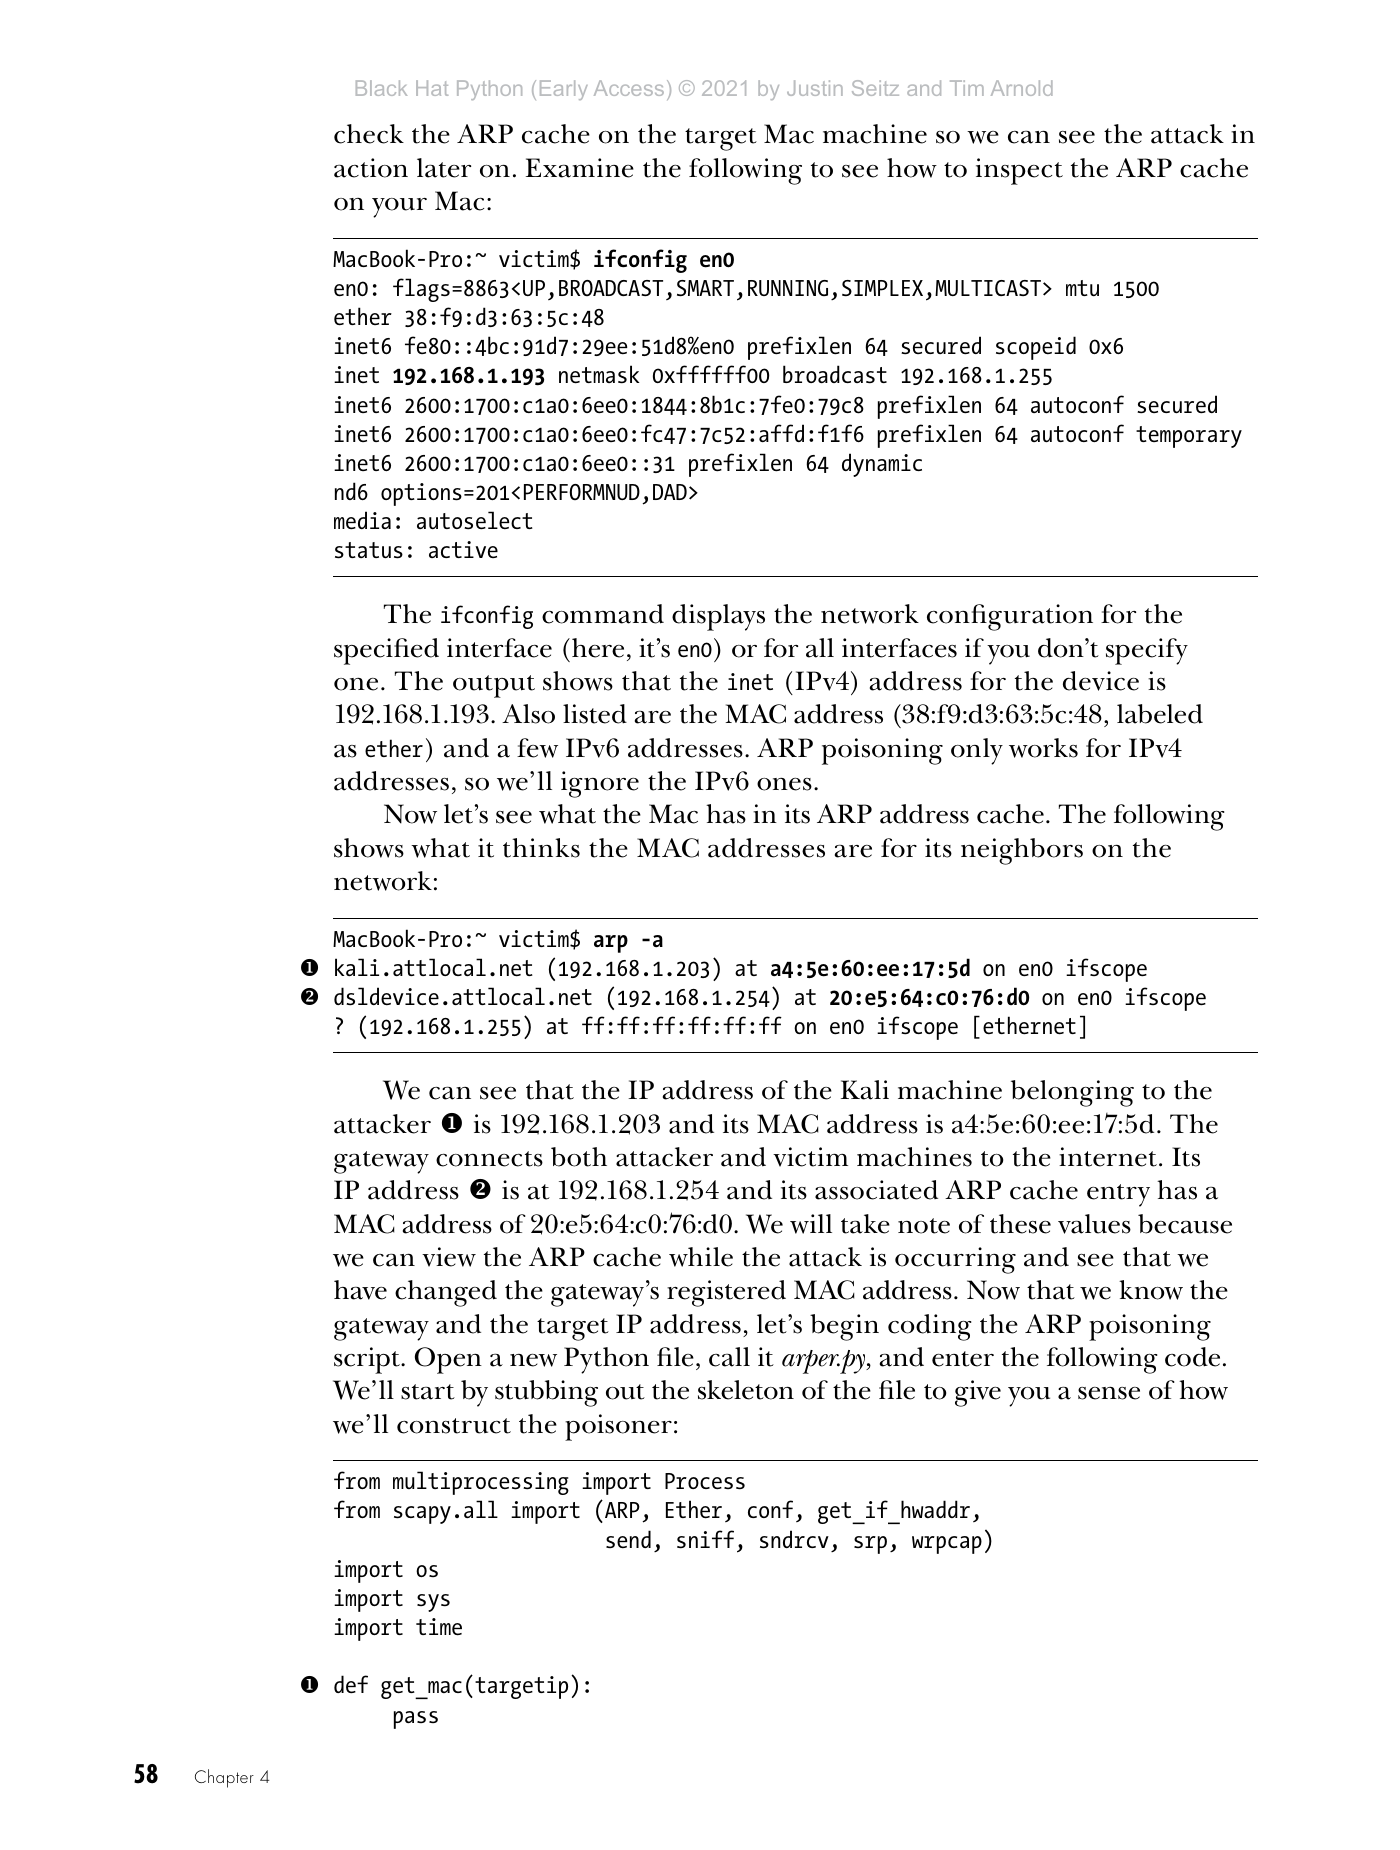 Black Hat Python (Early Access) © 2021 by Justin Seitz and Tim Arnold
check the ARP cache on the target Mac machine so we can see the attack in
action later on. Examine the following to see how to inspect the ARP cache
on your Mac:
MacBook-Pro:~ victim$ ifconfig en0
en0: flags=8863<UP,BROADCAST,SMART,RUNNING,SIMPLEX,MULTICAST> mtu 1500
ether 38:f9:d3:63:5c:48
inet6 fe80::4bc:91d7:29ee:51d8%en0 prefixlen 64 secured scopeid 0x6
inet 192.168.1.193 netmask 0xffffff00 broadcast 192.168.1.255
inet6 2600:1700:c1a0:6ee0:1844:8b1c:7fe0:79c8 prefixlen 64 autoconf secured
inet6 2600:1700:c1a0:6ee0:fc47:7c52:affd:f1f6 prefixlen 64 autoconf temporary
inet6 2600:1700:c1a0:6ee0::31 prefixlen 64 dynamic
nd6 options=201<PERFORMNUD,DAD>
media: autoselect
status: active
The ifconfig command displays the network configuration for the
specified interface (here, it’s en0) or for all interfaces if you don’t specify
one. The output shows that the inet (IPv4) address for the device is
192.168.1.193. Also listed are the MAC address (38:f9:d3:63:5c:48, labeled
as ether) and a few IPv6 addresses. ARP poisoning only works for IPv4
addresses, so we’ll ignore the IPv6 ones.
Now let’s see what the Mac has in its ARP address cache. The following
shows what it thinks the MAC addresses are for its neighbors on the
network:
MacBook-Pro:~ victim$ arp -a
❶ kali.attlocal.net (192.168.1.203) at a4:5e:60:ee:17:5d on en0 ifscope
❷ dsldevice.attlocal.net (192.168.1.254) at 20:e5:64:c0:76:d0 on en0 ifscope
? (192.168.1.255) at ff:ff:ff:ff:ff:ff on en0 ifscope [ethernet]
We can see that the IP address of the Kali machine belonging to the
attacker ❶ is 192.168.1.203 and its MAC address is a4:5e:60:ee:17:5d. The
gateway connects both attacker and victim machines to the internet. Its
IP address ❷ is at 192.168.1.254 and its associated ARP cache entry has a
MAC address of 20:e5:64:c0:76:d0. We will take note of these values because
we can view the ARP cache while the attack is occurring and see that we
have changed the gateway’s registered MAC address. Now that we know the
gateway and the target IP address, let’s begin coding the ARP poisoning
script. Open a new Python file, call it arper.py, and enter the following code.
We’ll start by stubbing out the skeleton of the file to give you a sense of how
we’ll construct the poisoner:
from multiprocessing import Process
from scapy.all import (ARP, Ether, conf, get_if_hwaddr,
send, sniff, sndrcv, srp, wrpcap)
import os
import sys
import time
❶ def get_mac(targetip):
pass
58 Chapter 4